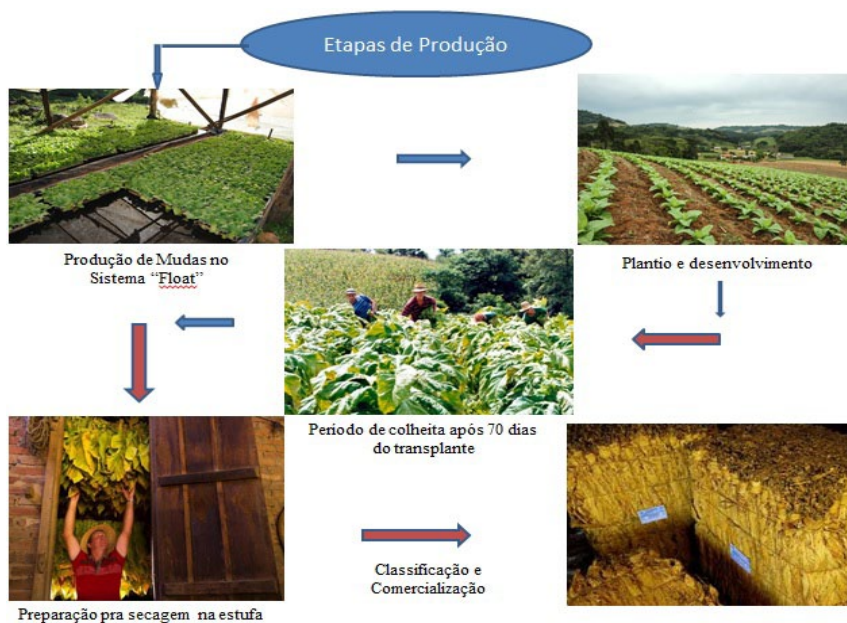 Etapas de Produção
Produção de Mudas no
Sistema “Float”
Plantio e desenvolvimento
Período de colheita após 70 dias
do transplante
Preparação pra secagem na estufa
Classificação e
Comercialização